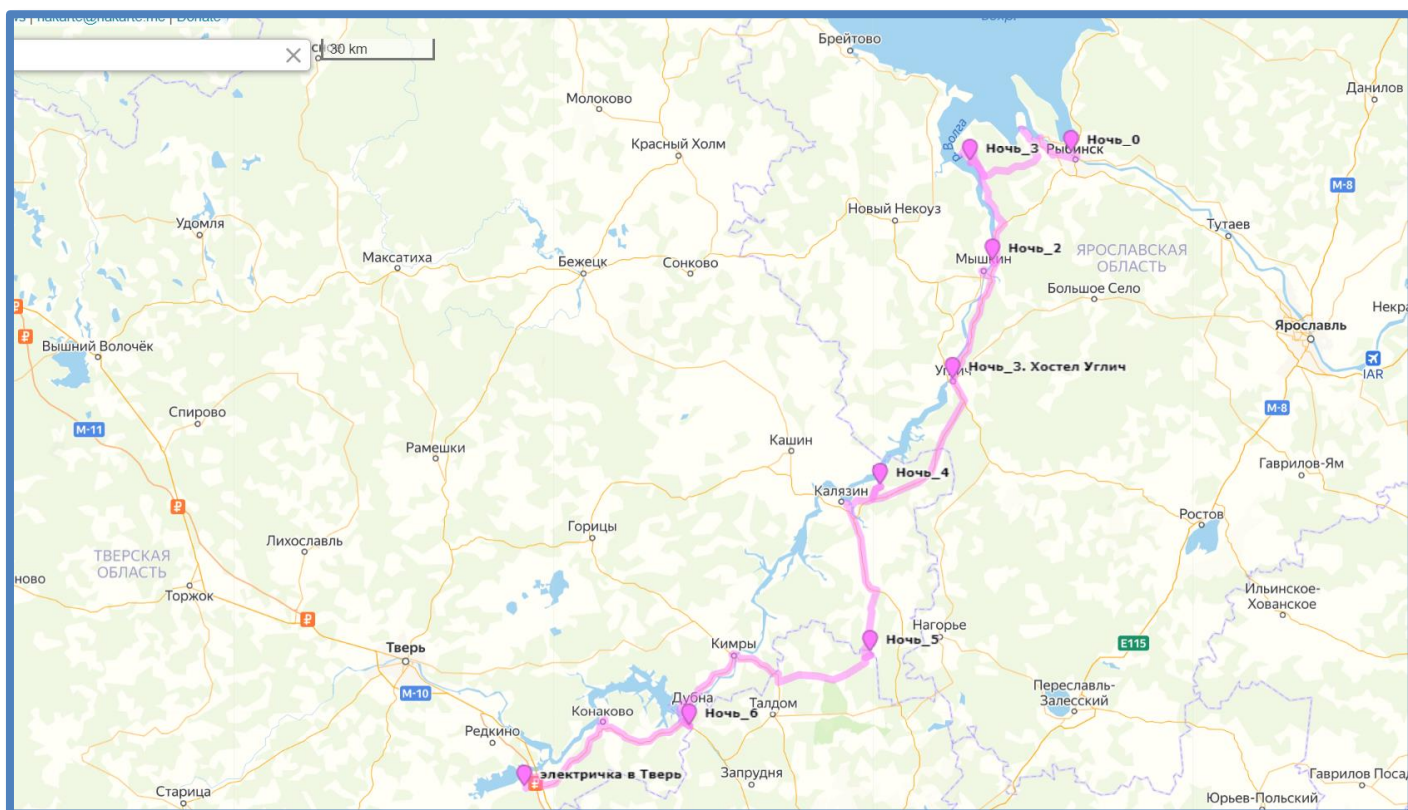 nakarte@nakarte.me | Donate
30 km
Брейтово
Данилов
Молоково
р. Волга
Ночь_0
Красный Холм
Ночь_3
Рыбинск
М-8
Новый Некоуз
Удомля
Тутаев
Ночь_2
ЯРОСЛАВСКАЯ
ОБЛАСТЬ
Максатиха
Бежецк
Сонково
Мышкин
Большое Село
₽
Некра
₽
Ярославль
Вышний Волочёк
Ночь_3. Хостел Углич
Углич
IAR
Спирово
М-8
М-11
Рамешки
Кашин
Гаврилов-Ям
Ночь_4
Калязин
₽
Ростов
Горицы
Лихославль
ТВЕРСКАЯ
ОБЛАСТЬ
ново
Торжок
Ильинское-
Хованское
₽
Нагорье
Кимры
Ночь_5
E115
Тверь
Переславль-
Залесский
М-10
Дубна
Талдом
Конаково
Ночь_6
Редкино
электричка в Тверь
₽
Запрудня
Гаврилов Посад
Старица
Юрьев-Польский